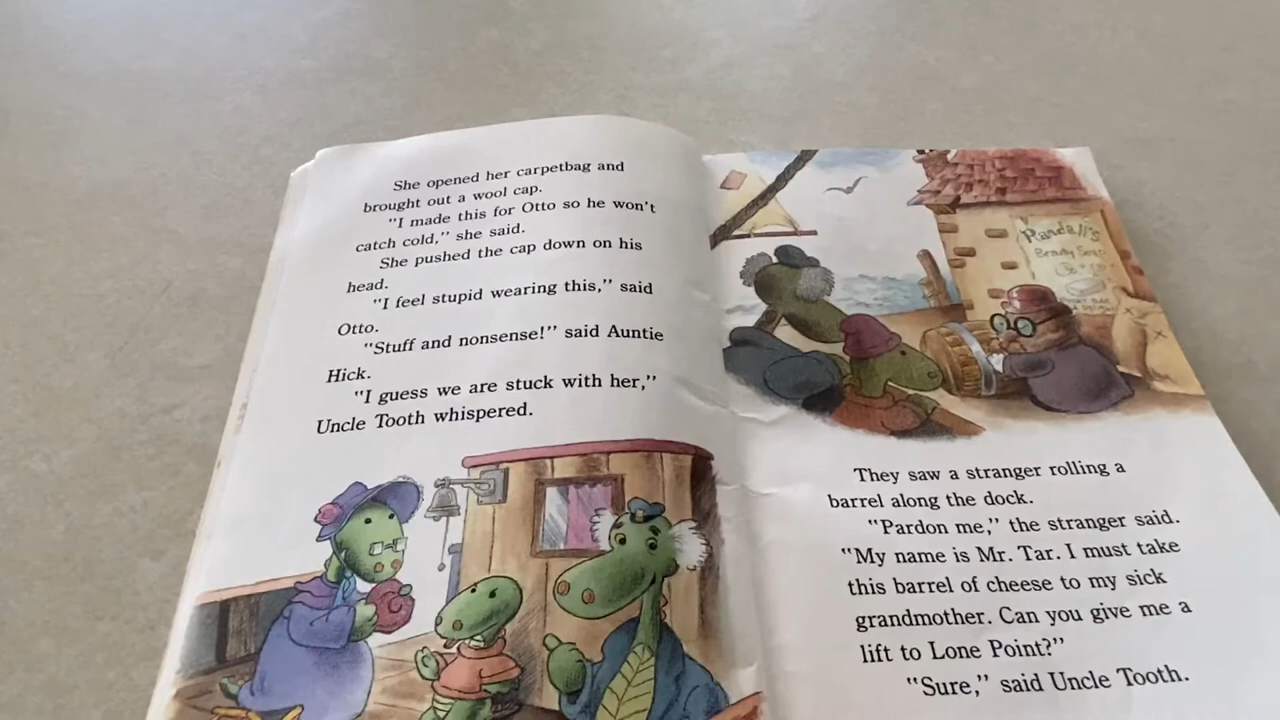 She opened her carpetbag and
brought out a wool cap.
"I made this for Otto so he won't
catch cold," she said.
She pushed the cap down on his
head.
"I feel stupid wearing this," said
Otto.
"Stuff and nonsense!" said Auntie
Hick.
"I guess we are stuck with her,"
Uncle Tooth whispered.
Randall's
Beauty Soap
They saw a stranger rolling a
barrel along the dock.
"Pardon me," the stranger said.
"My name is Mr. Tar. I must take
this barrel of cheese to my sick
grandmother. Can you give me a
lift to Lone Point?"
"Sure," said Uncle Tooth.